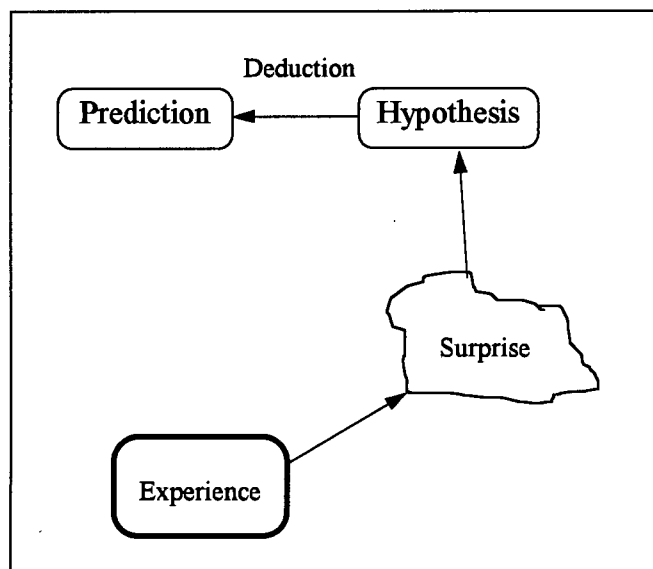 Deduction
Prediction
Hypothesis
Surprise
Experience